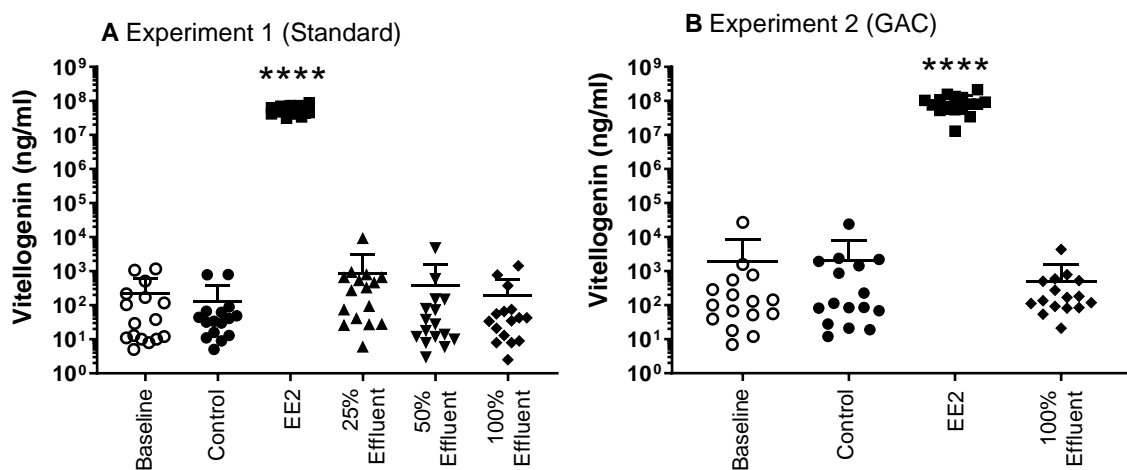 A Experiment 1 (Standard)
Vitellogenin (ng/ml)
10⁹
10⁸
10⁷
10⁶
10⁵
10⁴
10³
10²
10¹
10⁰
****
Baseline
Control
EE2
25%
Effluent
50%
Effluent
100%
Effluent
B Experiment 2 (GAC)
Vitellogenin (ng/ml)
10⁹
10⁸
10⁷
10⁶
10⁵
10⁴
10³
10²
10¹
10⁰
****
Baseline
Control
EE2
100%
Effluent